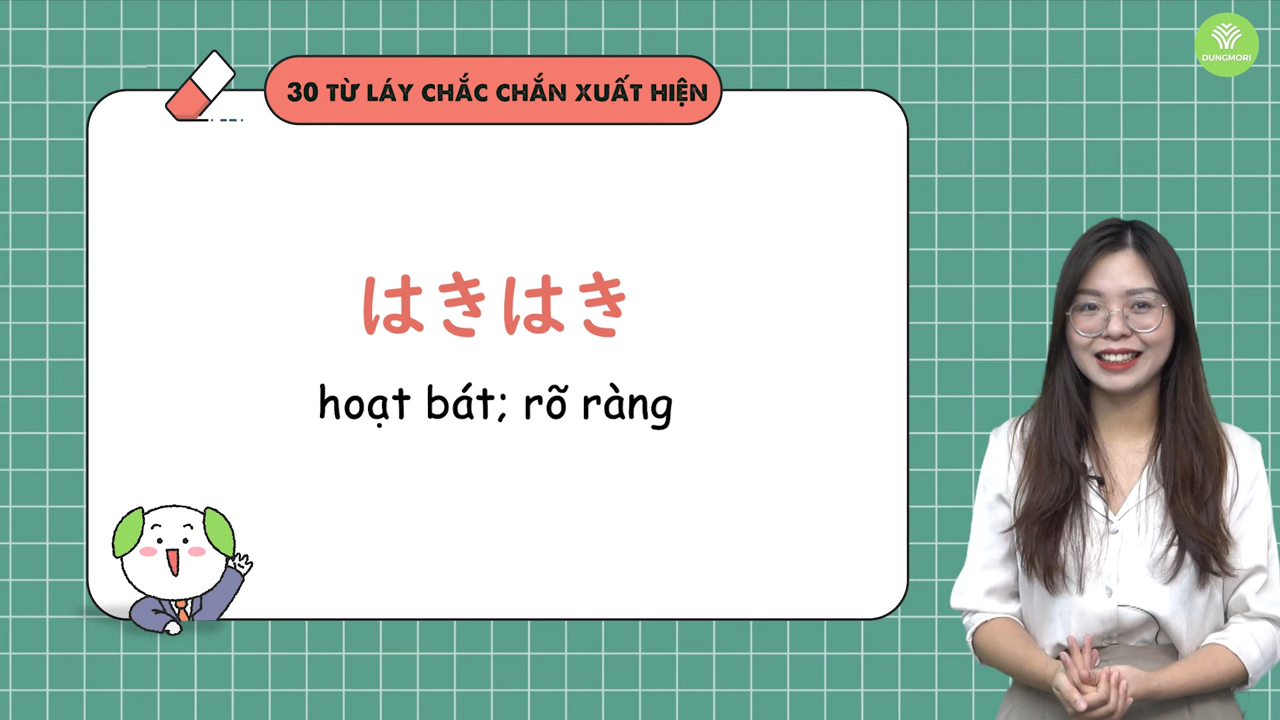 30 TỪ LÁY CHẮC CHẮN XUẤT HIỆN
DUNGMORI
はきはき
hoạt bát; rõ ràng